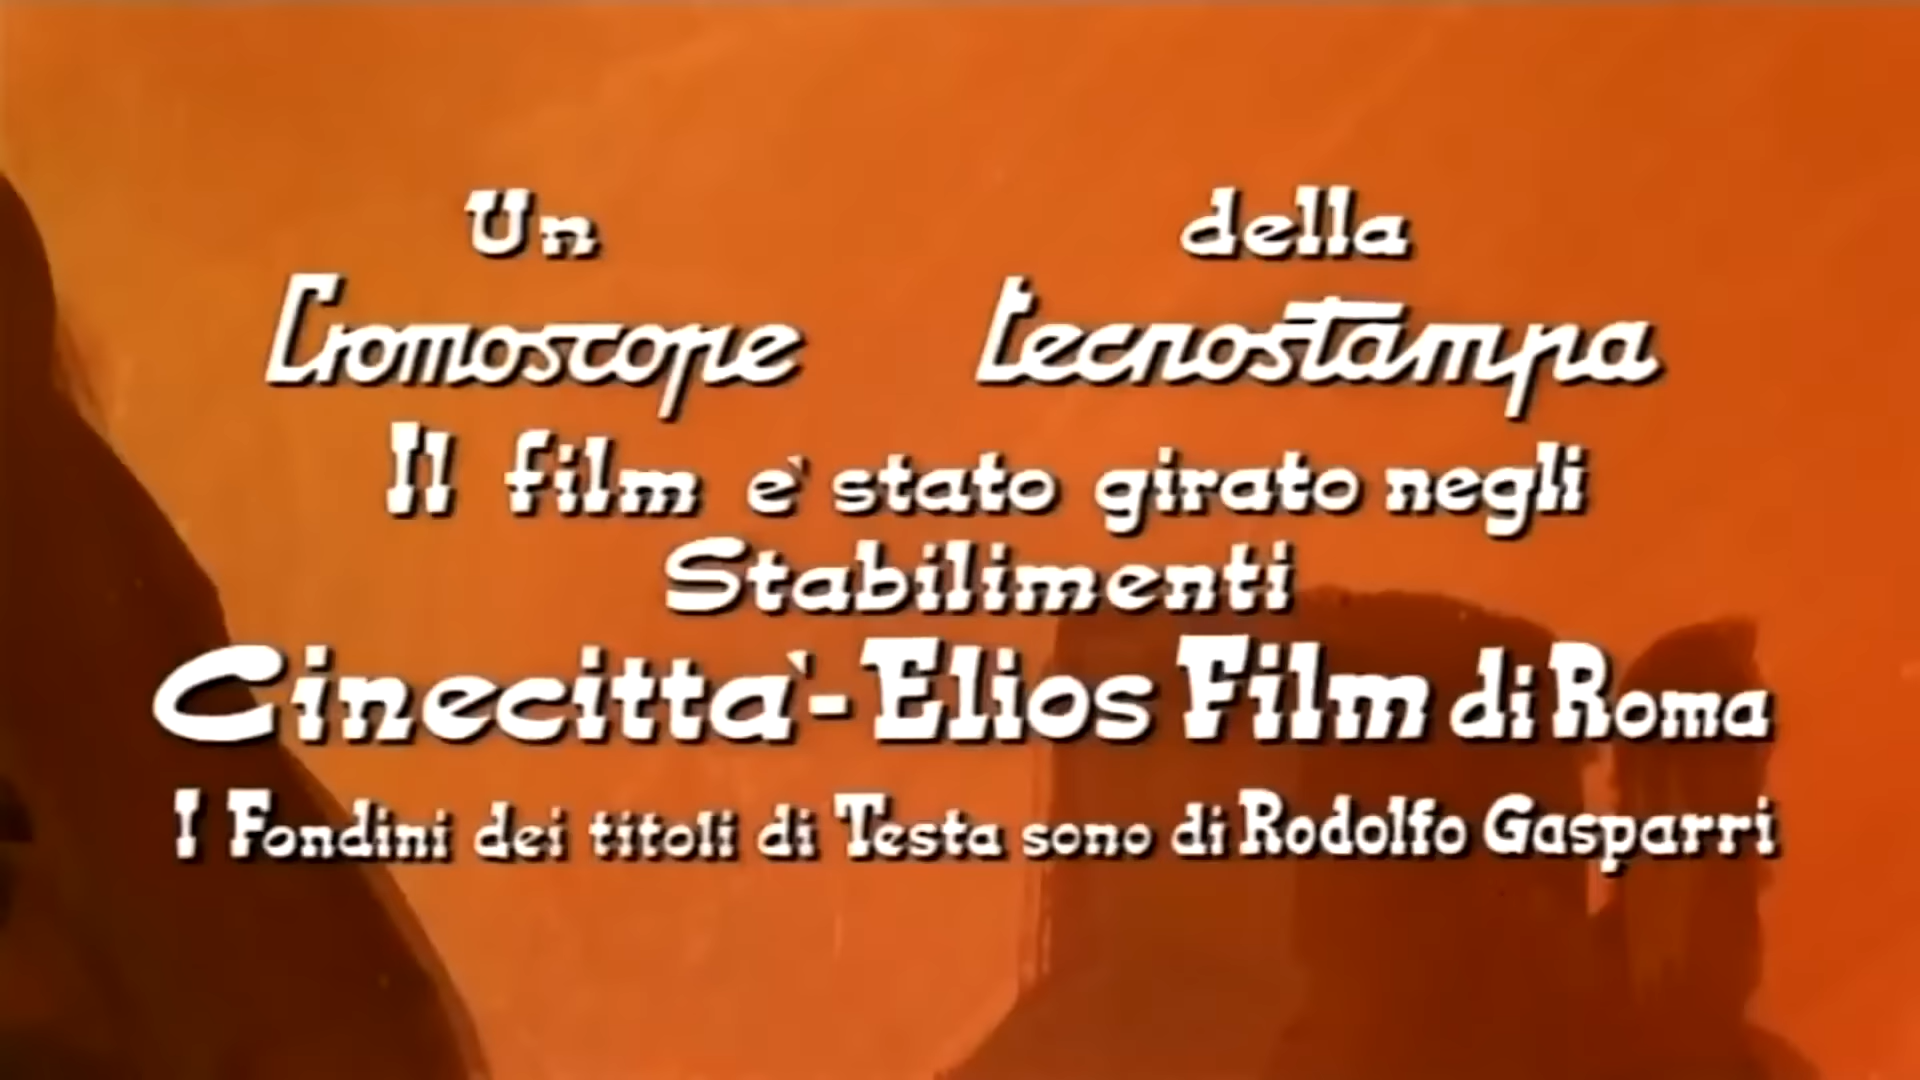 Un della
Cromoscope tecnostampa
Il film e' stato girato negli
Stabilimenti
Cinecitta'-Elios Film di Roma
I Fondini dei titoli di Testa sono di Rodolfo Gasparri